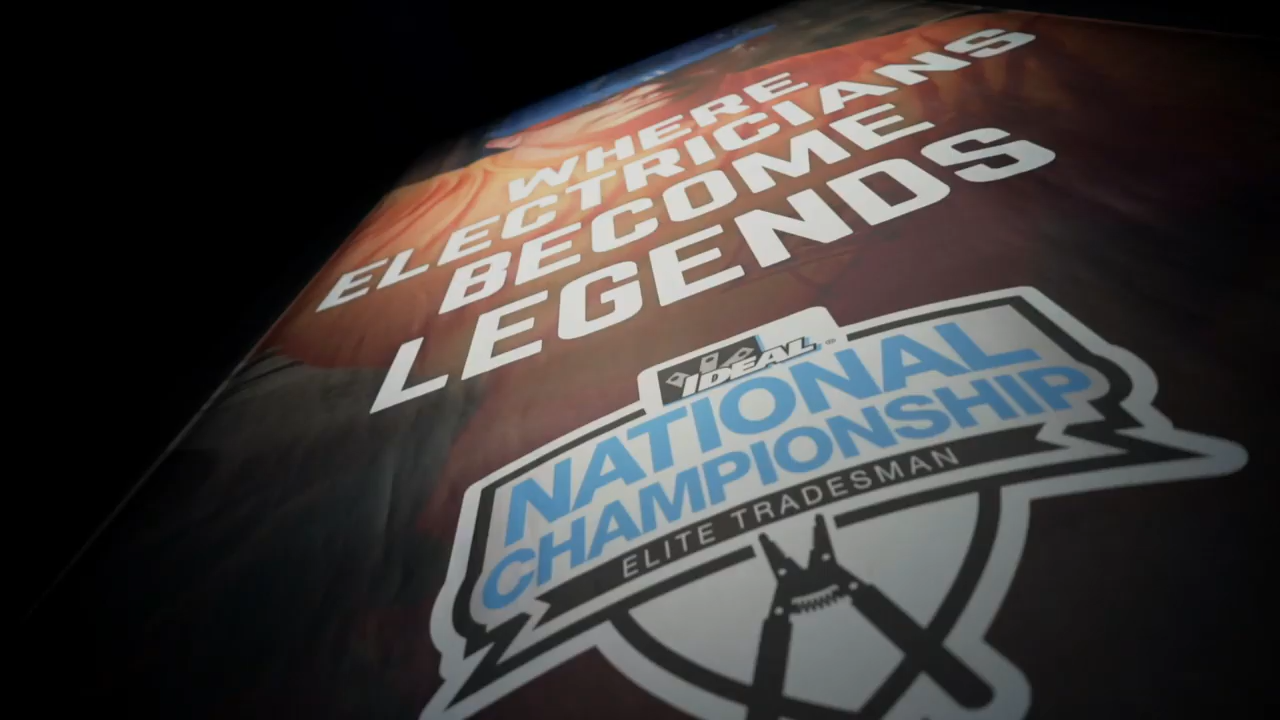 WHERE
ELECTRICIANS
BECOME
LEGENDS
IDEAL®
NATIONAL
CHAMPIONSHIP
ELITE TRADESMAN